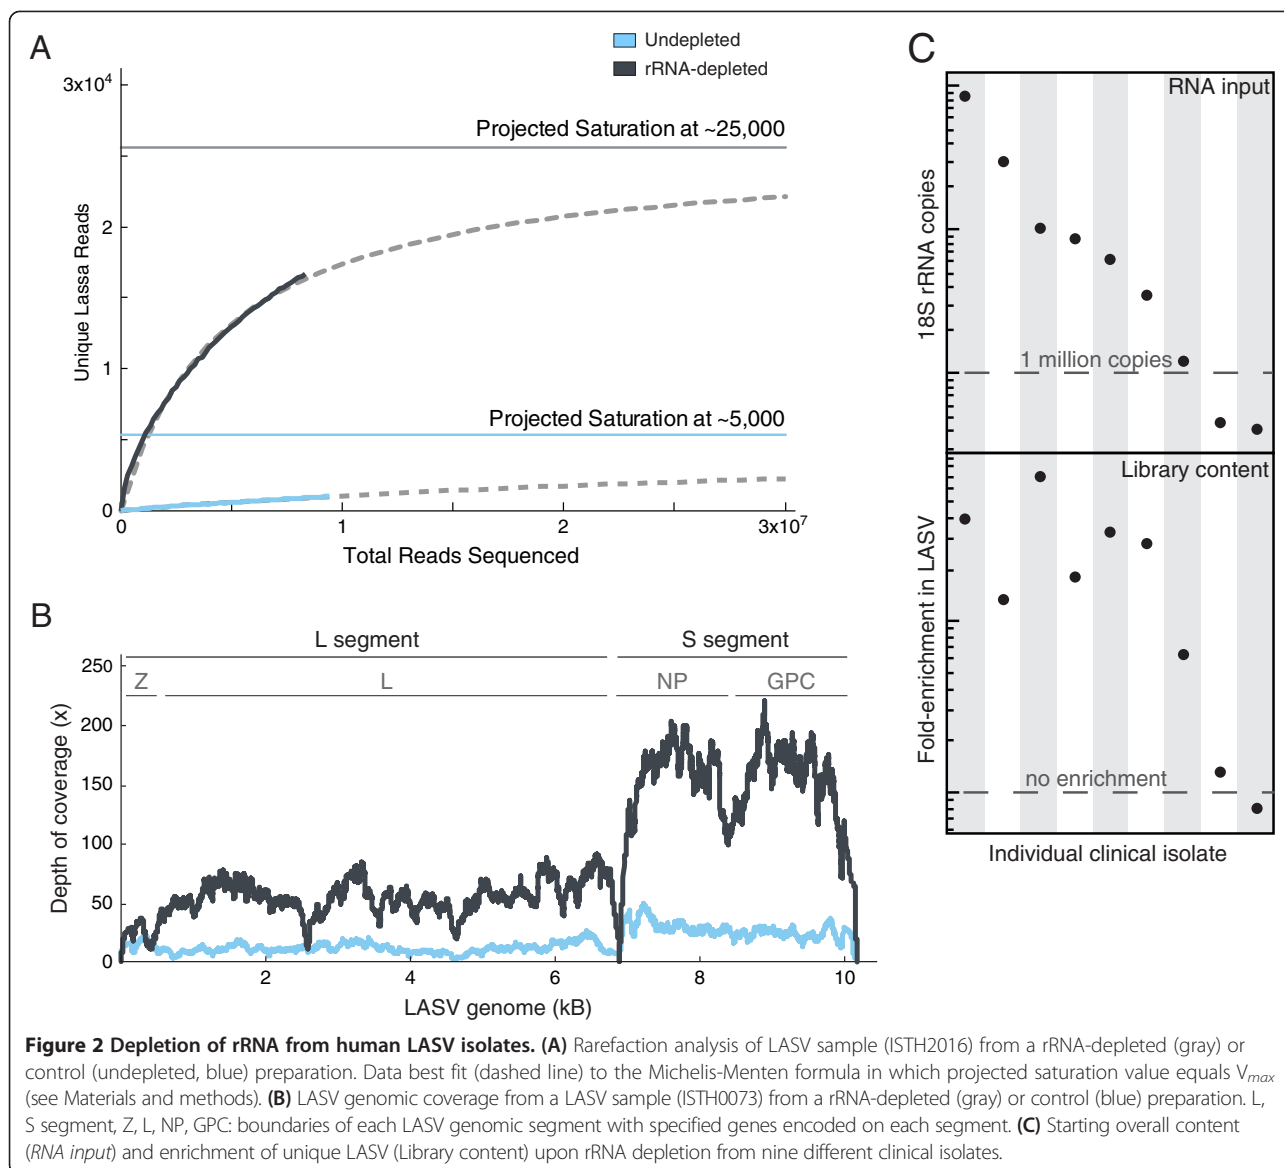 A
Undepleted
rRNA-depleted
3x10⁴
Projected Saturation at ~25,000
2
Unique Lassa Reads
1
Projected Saturation at ~5,000
0
0
1
2
3x10⁷
Total Reads Sequenced
B
L segment
S segment
250
Z
L
NP
GPC
200
150
100
50
0
Depth of coverage (x)
2
4
6
8
10
LASV genome (kB)
C
RNA input
18S rRNA copies
1 million copies
Library content
Fold-enrichment in LASV
no enrichment
Individual clinical isolate
Figure 2 Depletion of rRNA from human LASV isolates. (A) Rarefaction analysis of LASV sample (ISTH2016) from a rRNA-depleted (gray) or
control (undepleted, blue) preparation. Data best fit (dashed line) to the Michelis-Menten formula in which projected saturation value equals Vmax
(see Materials and methods). (B) LASV genomic coverage from a LASV sample (ISTH0073) from a rRNA-depleted (gray) or control (blue) preparation. L,
S segment, Z, L, NP, GPC: boundaries of each LASV genomic segment with specified genes encoded on each segment. (C) Starting overall content
(RNA input) and enrichment of unique LASV (Library content) upon rRNA depletion from nine different clinical isolates.